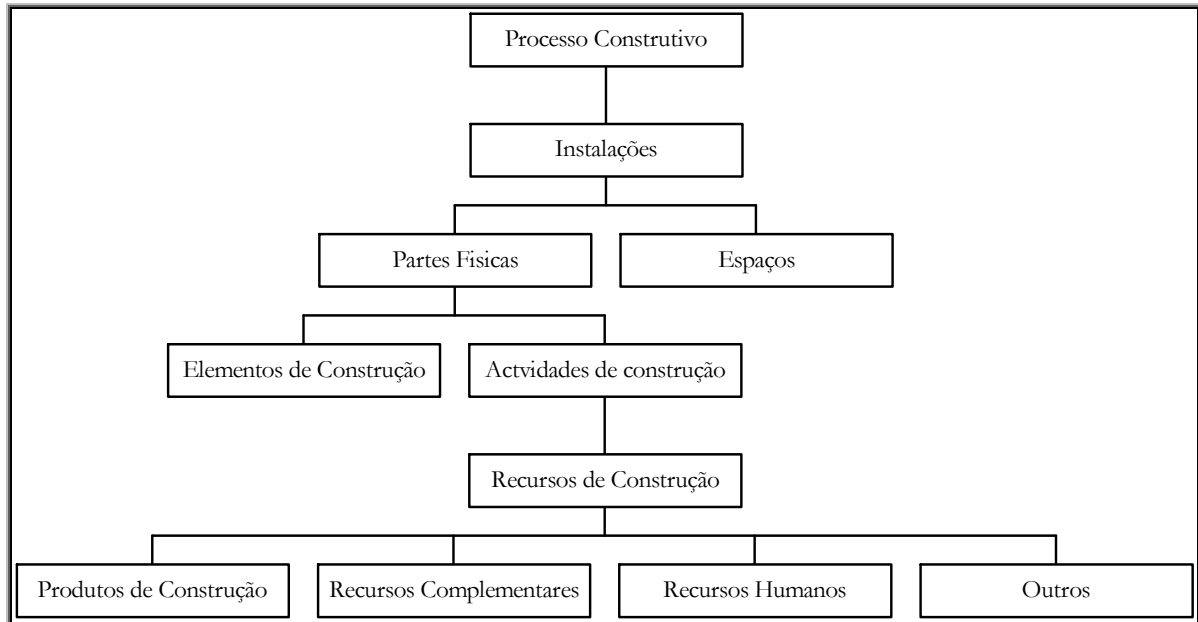 Processo Construtivo
Instalações
Partes Fisicas
Espaços
Elementos de Construção
Actvidades de construção
Recursos de Construção
Produtos de Construção
Recursos Complementares
Recursos Humanos
Outros